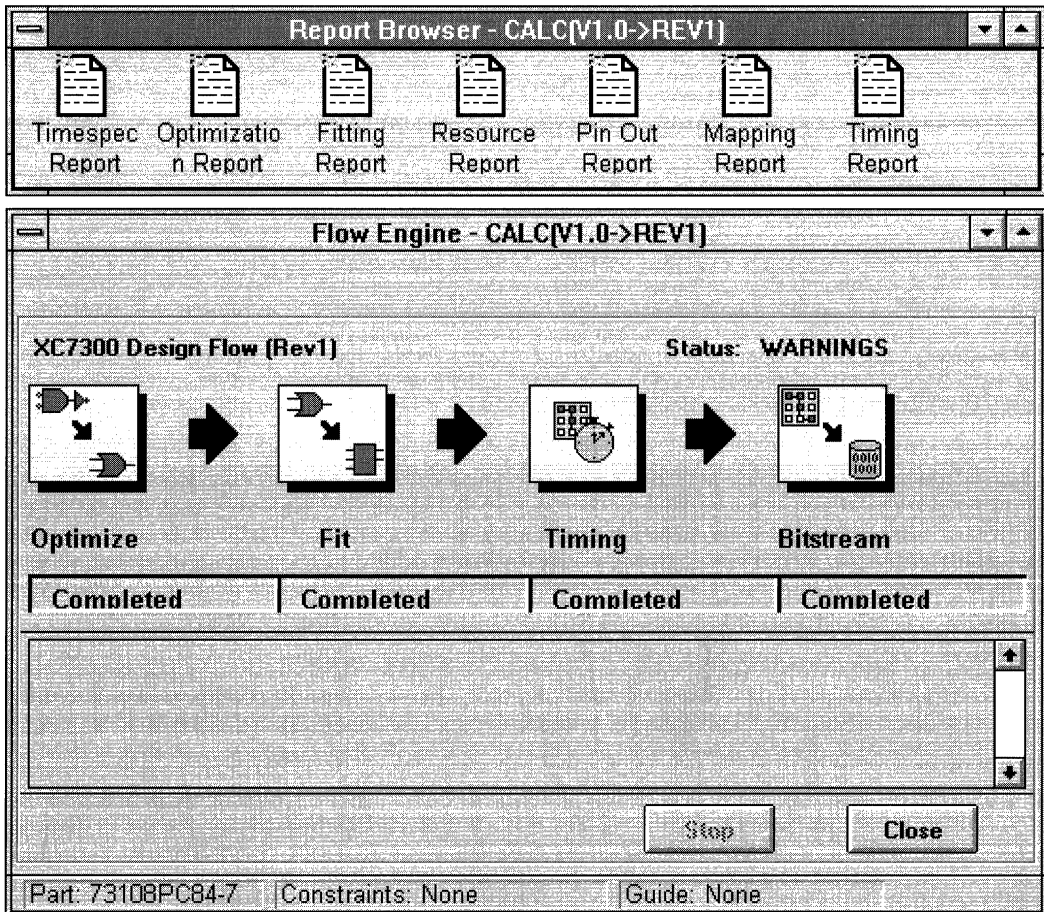 Report Browser - CALC(V1.0->REV1)
Timespec Optimizatio Fitting Resource Pin Out Mapping Timing
Report n Report Report Report Report Report Report
Flow Engine - CALC(V1.0->REV1)
XC7300 Design Flow (Rev1) Status: WARNINGS
0010
1001
Optimize Fit Timing Bitstream
Completed Completed Completed Completed
Stop Close
Part: 73108PC84-7 Constraints: None Guide: None